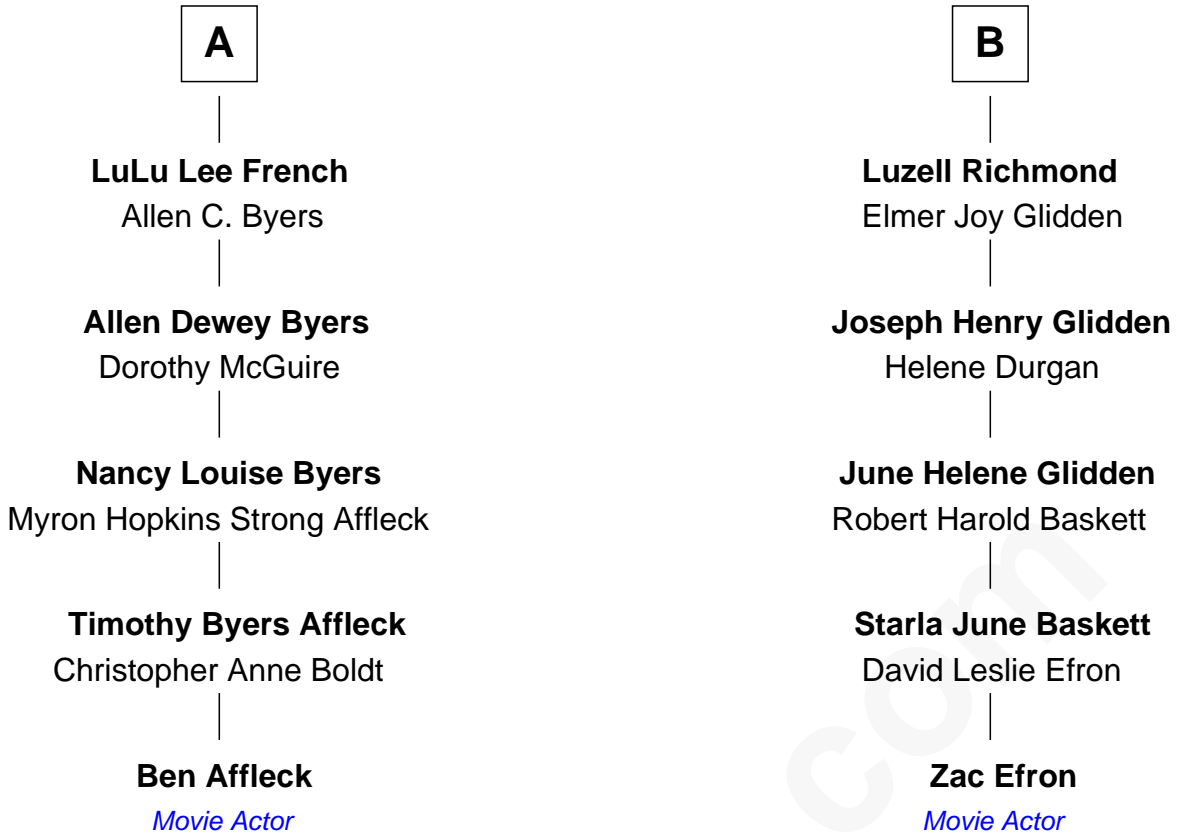 A
LuLu Lee French
Allen C. Byers
Allen Dewey Byers
Dorothy McGuire
Nancy Louise Byers
Myron Hopkins Strong Affleck
Timothy Byers Affleck
Christopher Anne Boldt
Ben Affleck
Movie Actor
B
Luzell Richmond
Elmer Joy Glidden
Joseph Henry Glidden
Helene Durgan
June Helene Glidden
Robert Harold Baskett
Starla June Baskett
David Leslie Efron
Zac Efron
Movie Actor
com